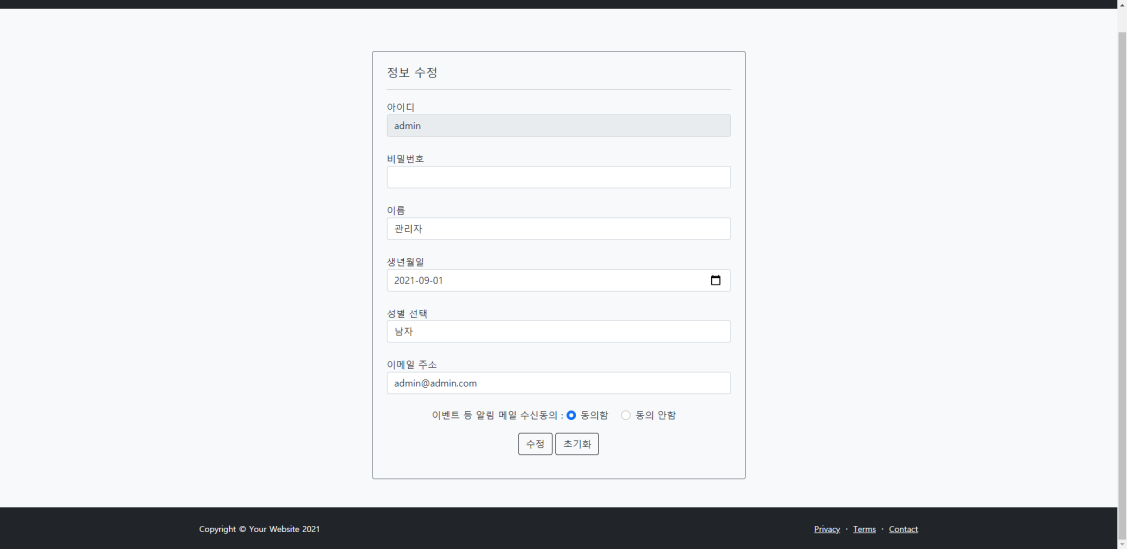 정보 수정
아이디
admin
비밀번호
이름
관리자
생년월일
2021-09-01
성별 선택
남자
이메일 주소
admin@admin.com
이벤트 등 알림 메일 수신동의 : 동의함 동의 안함
수정 초기화
Copyright © Your Website 2021 Privacy · Terms · Contact